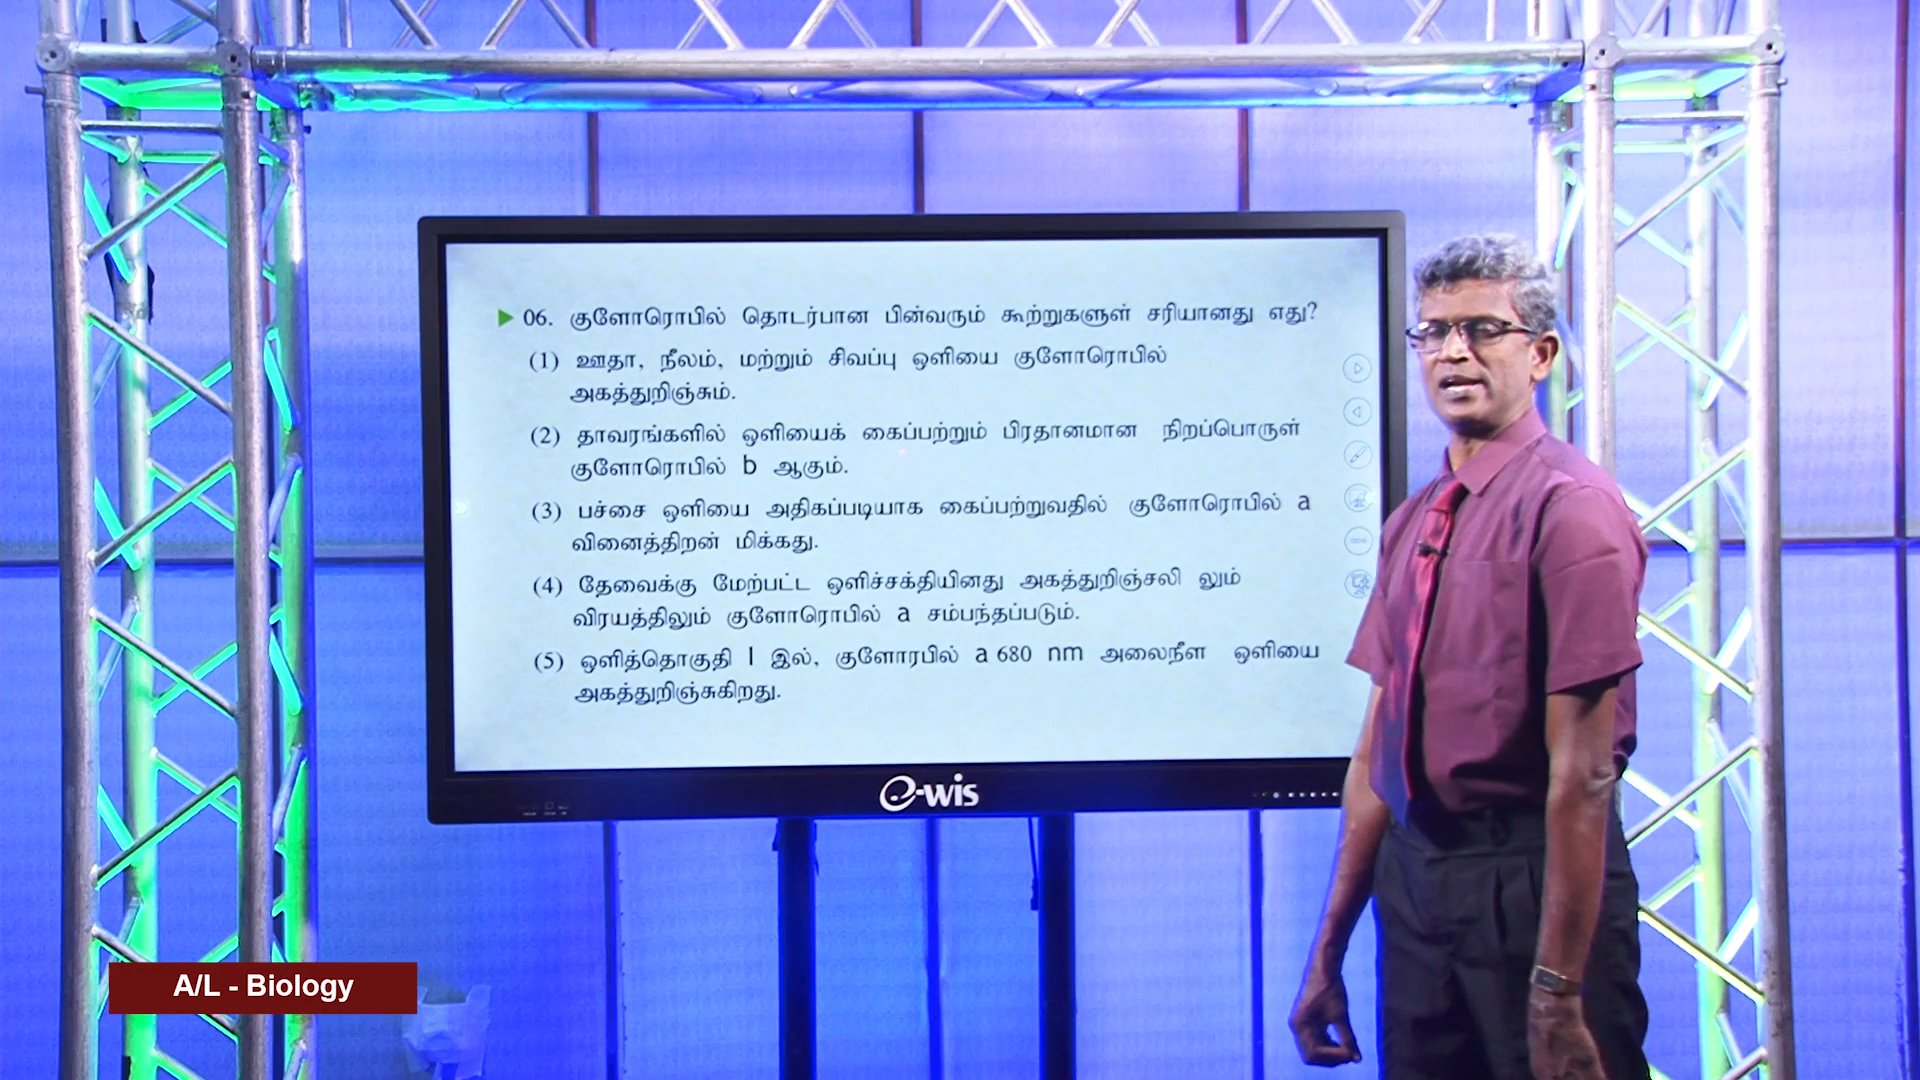 06. குளோரொபில் தொடர்பான பின்வரும் கூற்றுகளுள் சரியானது எது?
(1) ஊதா, நீலம், மற்றும் சிவப்பு ஒளியை குளோரொபில்
அகத்துறிஞ்சும்.
(2) தாவரங்களில் ஒளியைக் கைப்பற்றும் பிரதானமான நிறப்பொருள்
குளோரொபில் b ஆகும்.
(3) பச்சை ஒளியை அதிகப்படியாக கைப்பற்றுவதில் குளோரொபில் a
வினைத்திறன் மிக்கது.
(4) தேவைக்கு மேற்பட்ட ஒளிச்சக்தியினது அகத்துறிஞ்சலி லும்
விரயத்திலும் குளோரொபில் a சம்பந்தப்படும்.
(5) ஒளித்தொகுதி I இல், குளோரபில் a 680 nm அலைநீள ஒளியை
அகத்துறிஞ்சுகிறது.
e-wis
A/L - Biology